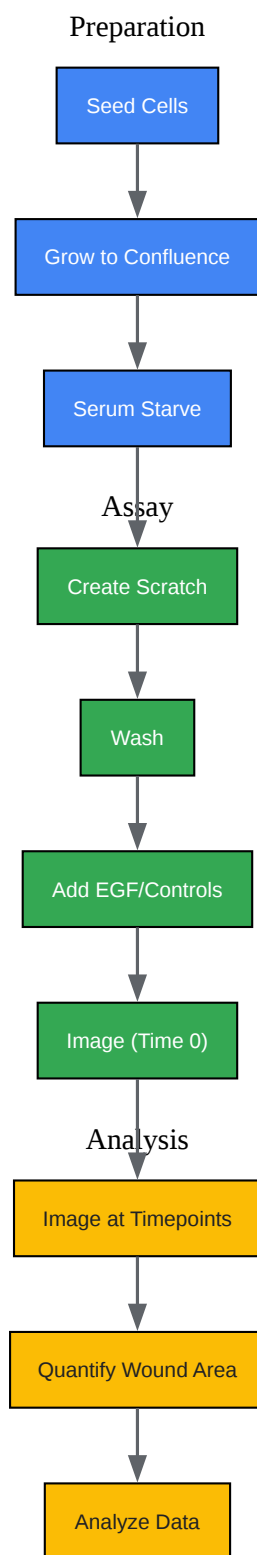 Preparation
Seed Cells
Grow to Confluence
Serum Starve
Assay
Create Scratch
Wash
Add EGF/Controls
Image (Time 0)
Analysis
Image at Timepoints
Quantify Wound Area
Analyze Data